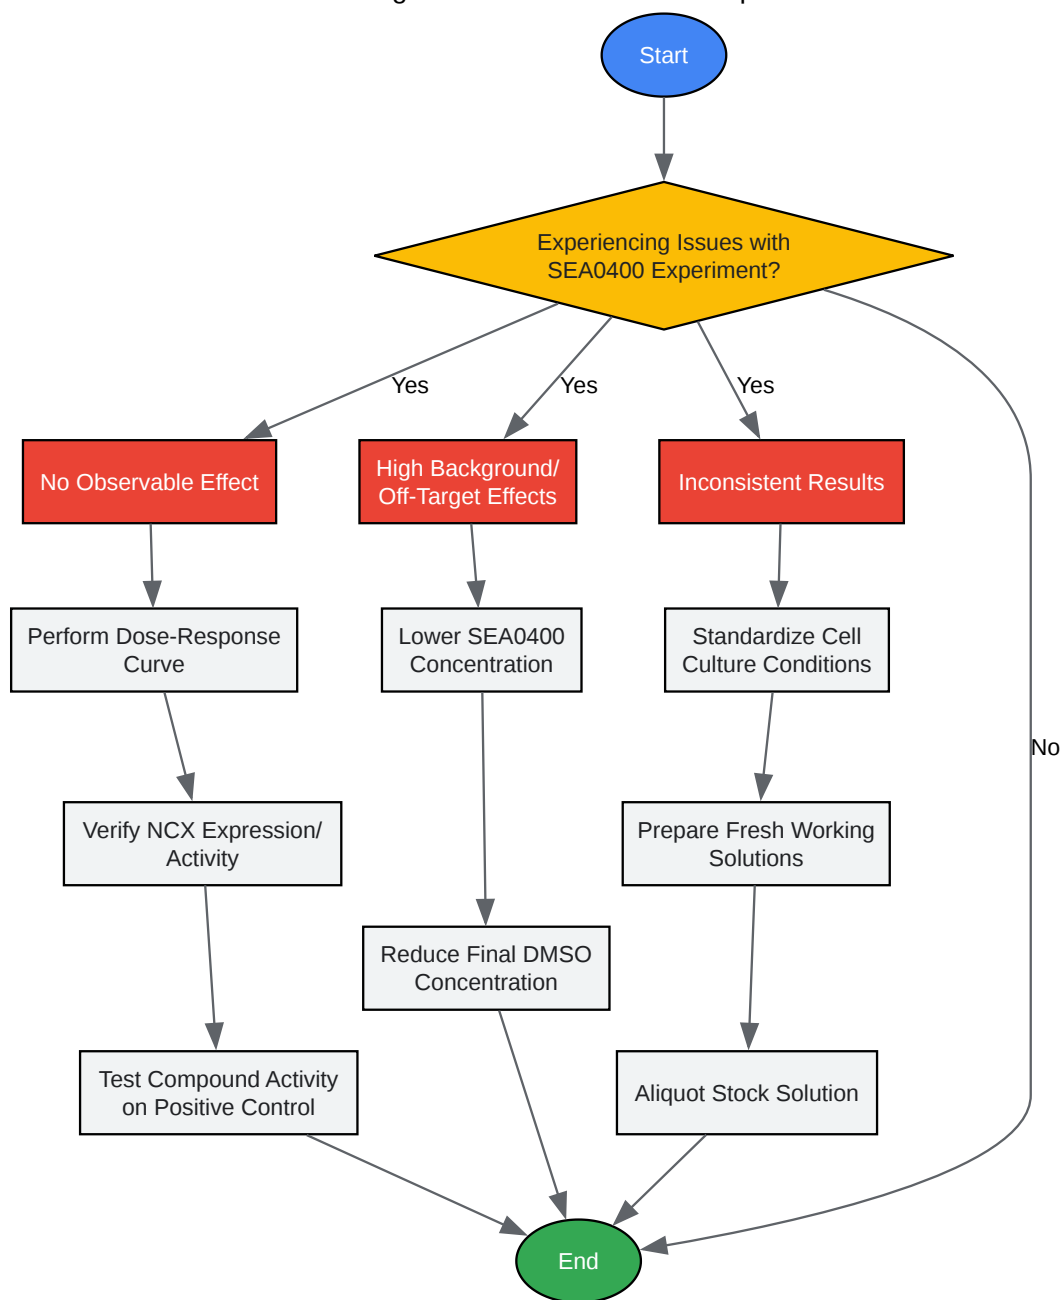 Start
Experiencing Issues with
SEA0400 Experiment?
Yes
Yes
Yes
No Observable Effect
High Background/
Off-Target Effects
Inconsistent Results
Perform Dose-Response
Curve
Lower SEA0400
Concentration
Standardize Cell
Culture Conditions
No
Verify NCX Expression/
Activity
Prepare Fresh Working
Solutions
Reduce Final DMSO
Concentration
Test Compound Activity
on Positive Control
Aliquot Stock Solution
End